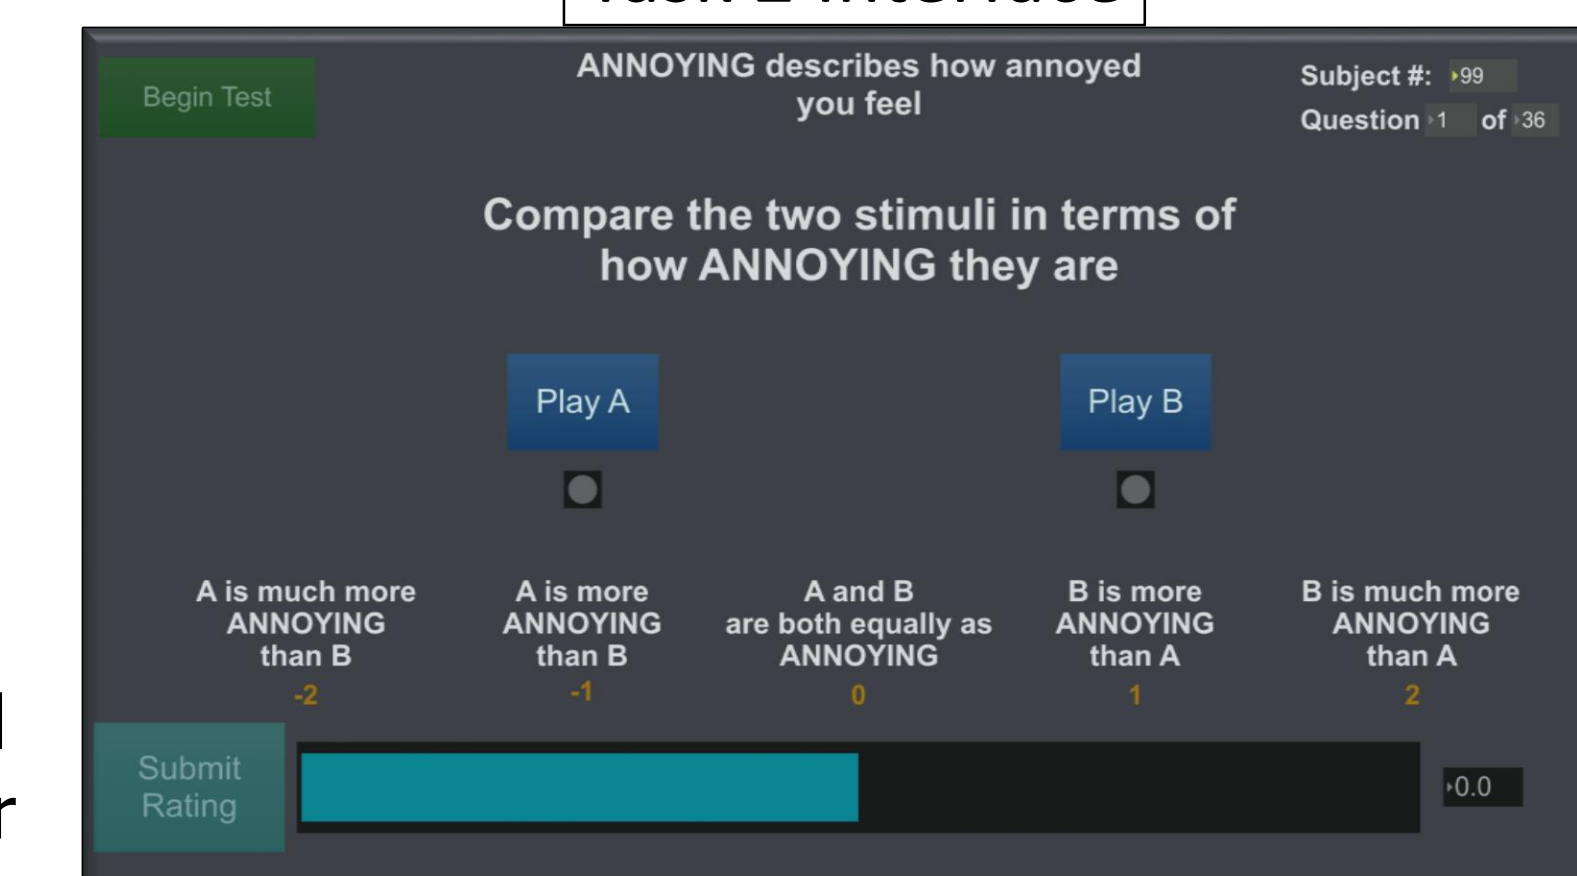 Begin Test
ANNOYING describes how annoyed
you feel
Subject #: 99
Question 1 of 36
Compare the two stimuli in terms of
how ANNOYING they are
Play A
Play B
A is much more
ANNOYING
than B
-2
A is more
ANNOYING
than B
-1
A and B
are both equally as
ANNOYING
0
B is more
ANNOYING
than A
1
B is much more
ANNOYING
than A
2
Submit
Rating
0.0